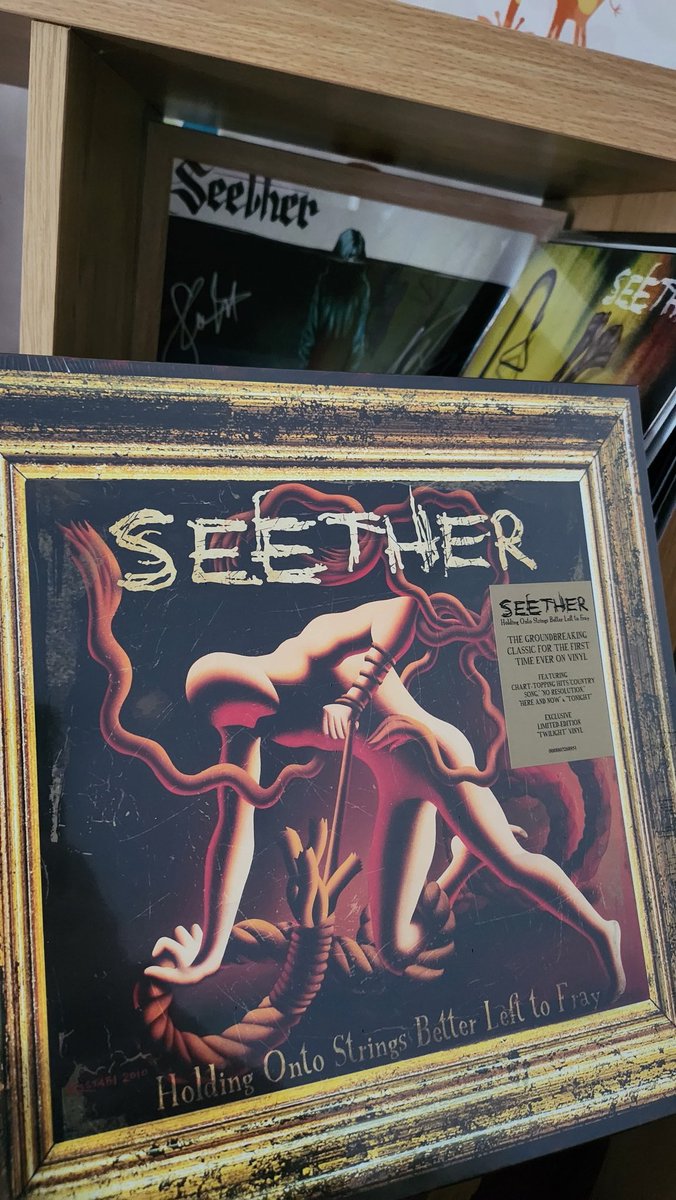 Seether
SEETHER
SEETHER
SEETHER
Holding Onto Strings Better Left to Fray
THE GROUNDBREAKING
CLASSIC FOR THE FIRST
TIME EVER ON VINYL
FEATURING
CHART-TOPPING HITS 'COUNTRY
SONG,' 'NO RESOLUTION,'
'HERE AND NOW' & 'TONIGHT'
EXCLUSIVE
LIMITED-EDITION
'TWILIGHT' VINYL
Holding Onto Strings Better Left to Fray